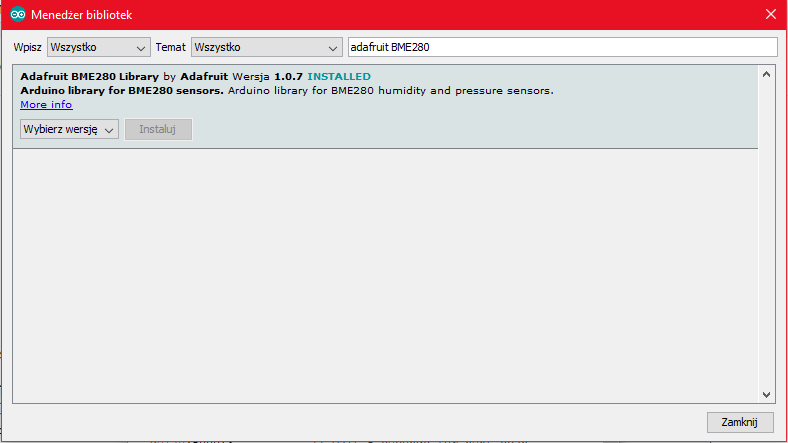 Menedżer bibliotek
Wpisz Wszystko Temat Wszystko adafruit BME280
Adafruit BME280 Library by Adafruit Wersja 1.0.7 INSTALLED
Arduino library for BME280 sensors. Arduino library for BME280 humidity and pressure sensors.
More info
Wybierz wersję Instaluj
Zamknij